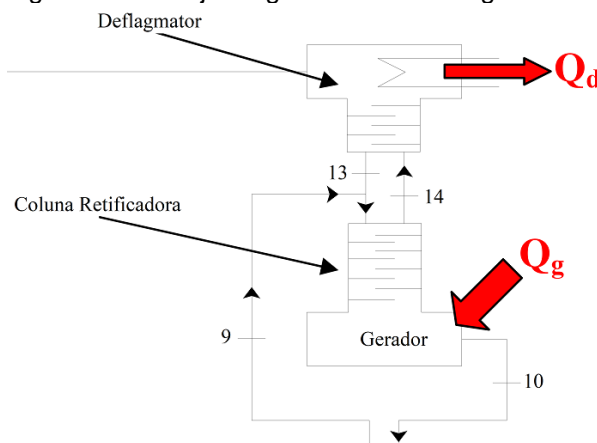 Deflagmator
Qd
13
14
Coluna Retificadora
Qg
9
Gerador
10